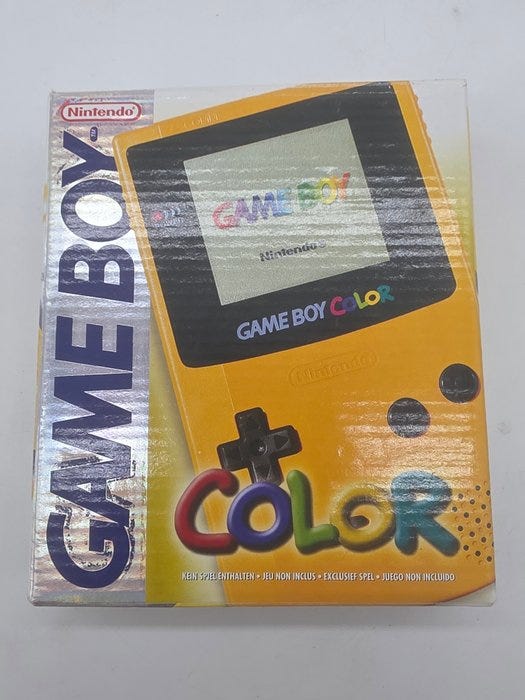 Nintendo
GAME BOY™
GAME BOY
Nintendo®
GAME BOY COLOR
Nintendo
COLOR
KEIN SPIEL ENTHALTEN • JEU NON INCLUS • EXCLUSIEF SPEL • JUEGO NON INCLUIDO